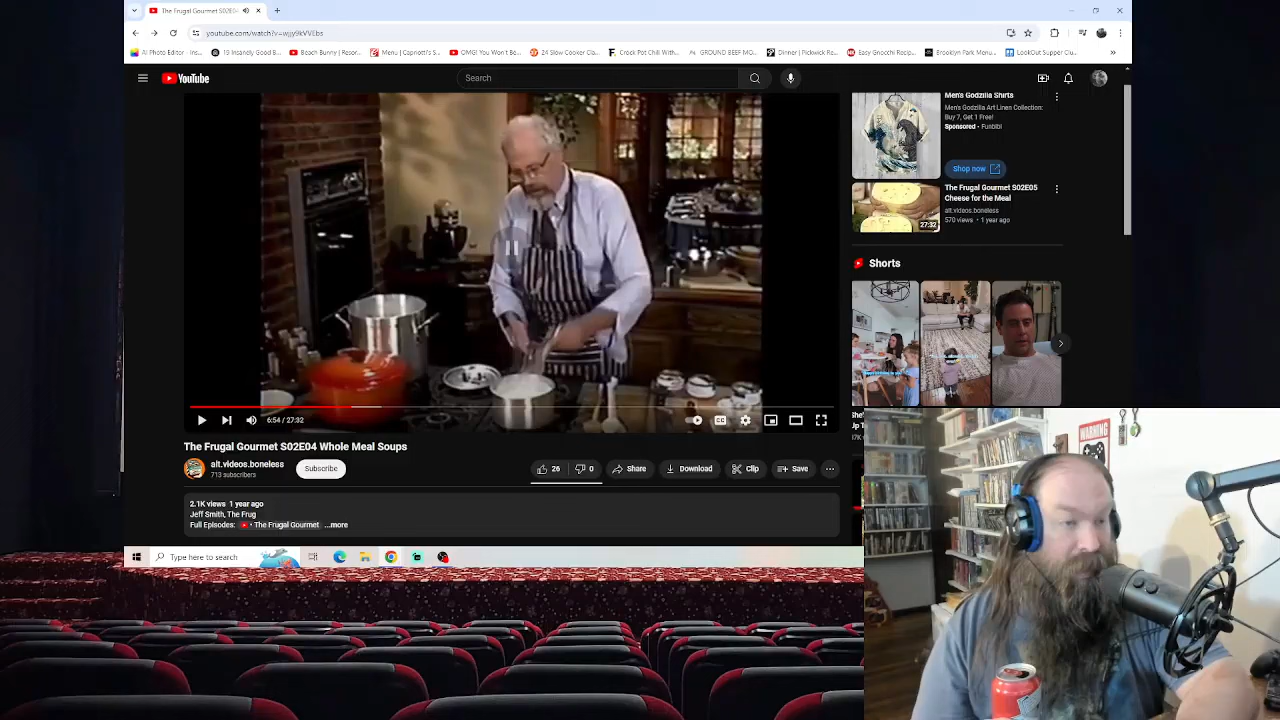 The Frugal Gourmet S02E04
youtube.com/watch?v=wjjy9kVVEbs
AI Photo Editor - Ins...
15 Insanely Good B...
Beach Bunny | Resor...
Menu | Capnotti's S...
OMG! You Won't Be...
24 Slow Cooker Cla...
Crock Pot Chili With...
GROUND BEEF MO...
Dinner | Pickwick Re...
Easy Gnocchi Recip...
Brooklyn Park Menu...
LookOut Supper Clu...
YouTube
Search
Men's Godzilla Shirts
Men's Godzilla Art Linen Collection:
Buy 7, Get 1 Free!
Sponsored • Funbibi
Shop now
The Frugal Gourmet S02E05
Cheese for the Meal
alt.videos.boneless
570 views • 1 year ago
27:32
Shorts
6:54 / 27:32
The Frugal Gourmet S02E04 Whole Meal Soups
alt.videos.boneless
713 subscribers
Subscribe
26
0
Share
Download
Clip
Save
2.1K views 1 year ago
Jeff Smith, The Frug
Full Episodes: • The Frugal Gourmet ...more
Type here to search
WARNING